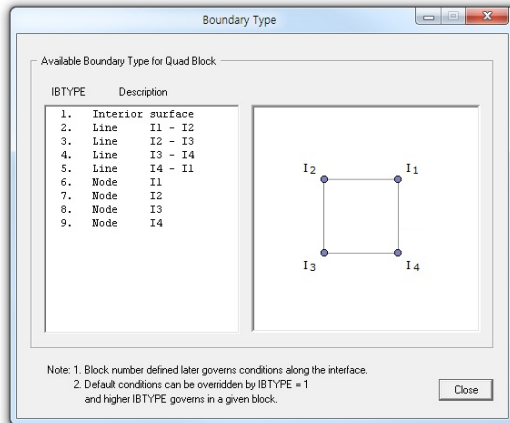 Boundary Type
Available Boundary Type for Quad Block
IBTYPE Description
1. Interior surface
2. Line I1 - I2
3. Line I2 - I3
4. Line I3 - I4
5. Line I4 - I1
6. Node I1
7. Node I2
8. Node I3
9. Node I4
I2 I1
I3 I4
Note: 1. Block number defined later governs conditions along the interface.
2. Default conditions can be overridden by IBTYPE = 1
and higher IBTYPE governs in a given block.
Close